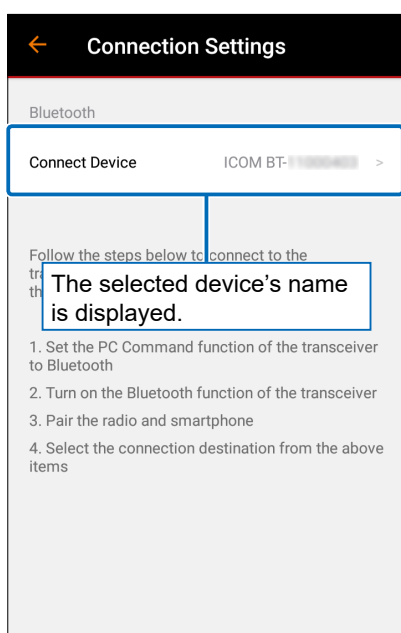 Connection Settings
Bluetooth
Connect Device ICOM BT- >
Follow the steps below to connect to the
The selected device's name
is displayed.
1. Set the PC Command function of the transceiver
to Bluetooth
2. Turn on the Bluetooth function of the transceiver
3. Pair the radio and smartphone
4. Select the connection destination from the above
items